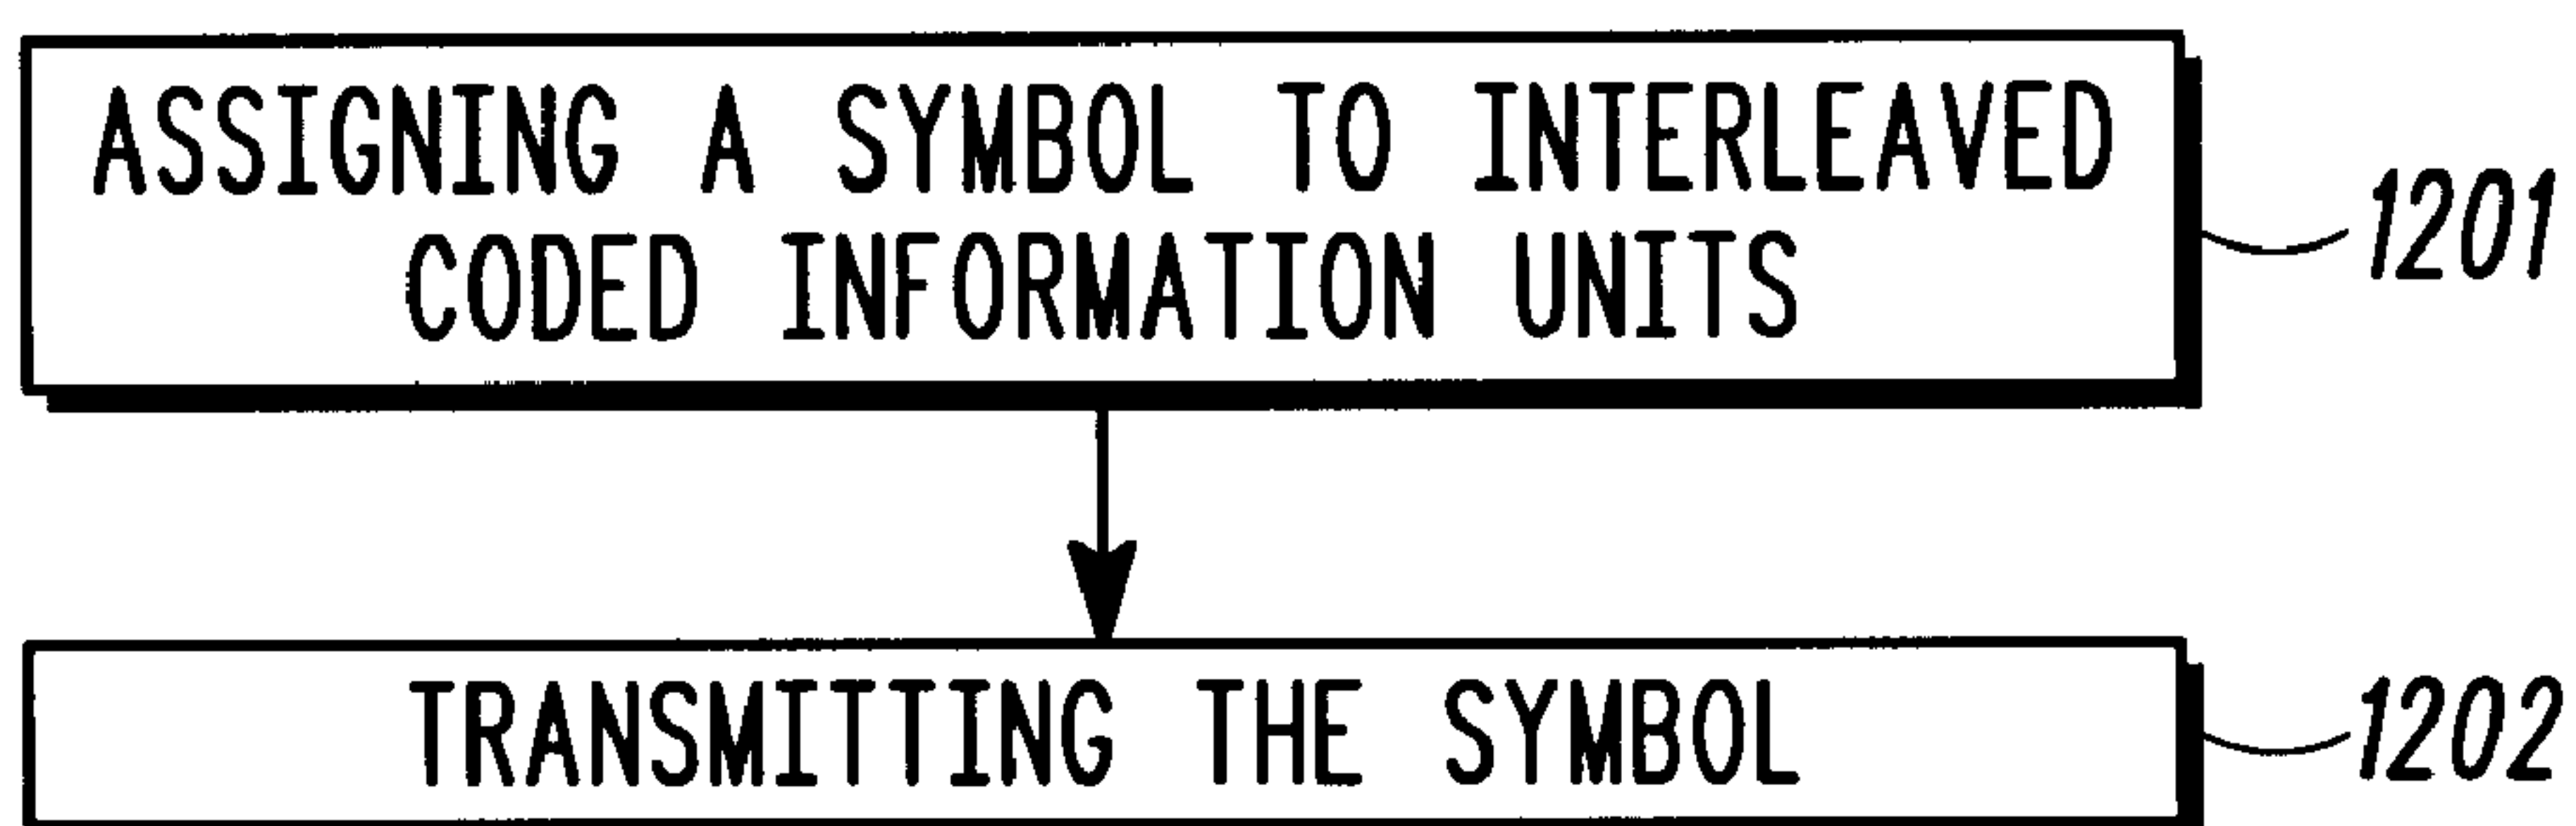 ASSIGNING A SYMBOL TO INTERLEAVED
CODED INFORMATION UNITS
1201
TRANSMITTING THE SYMBOL
1202